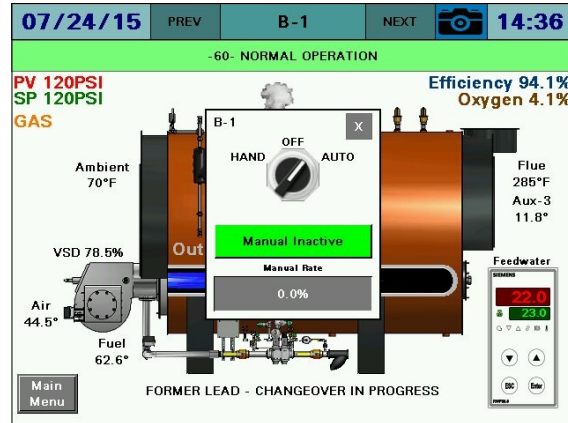 07/24/15 PREV B-1 NEXT 14:36
-60- NORMAL OPERATION
PV 120PSI
SP 120PSI
GAS
Efficiency 94.1%
Oxygen 4.1%
B-1 X
OFF
HAND AUTO
Manual Inactive
Manual Rate
0.0%
Ambient
70°F
Out
VSD 78.5%
Air
44.5°
Fuel
62.6°
Flue
285°F
Aux-3
11.8°
Feedwater
SIEMENS
22.0
23.0
ESC Enter
Main
Menu
FORMER LEAD - CHANGEOVER IN PROGRESS